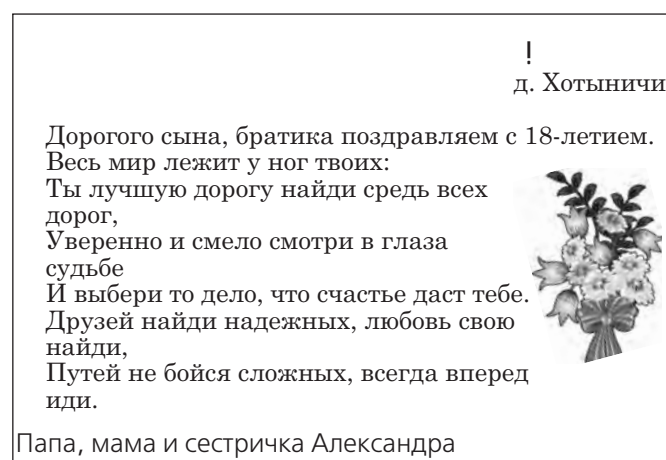 !
д. Хотыничи
Дорогого сына, братика поздравляем с 18-летием.
Весь мир лежит у ног твоих:
Ты лучшую дорогу найди средь всех
дорог,
Уверенно и смело смотри в глаза
судьбе
И выбери то дело, что счастье даст тебе.
Друзей найди надежных, любовь свою
найди,
Путей не бойся сложных, всегда вперед
иди.
Папа, мама и сестричка Александра